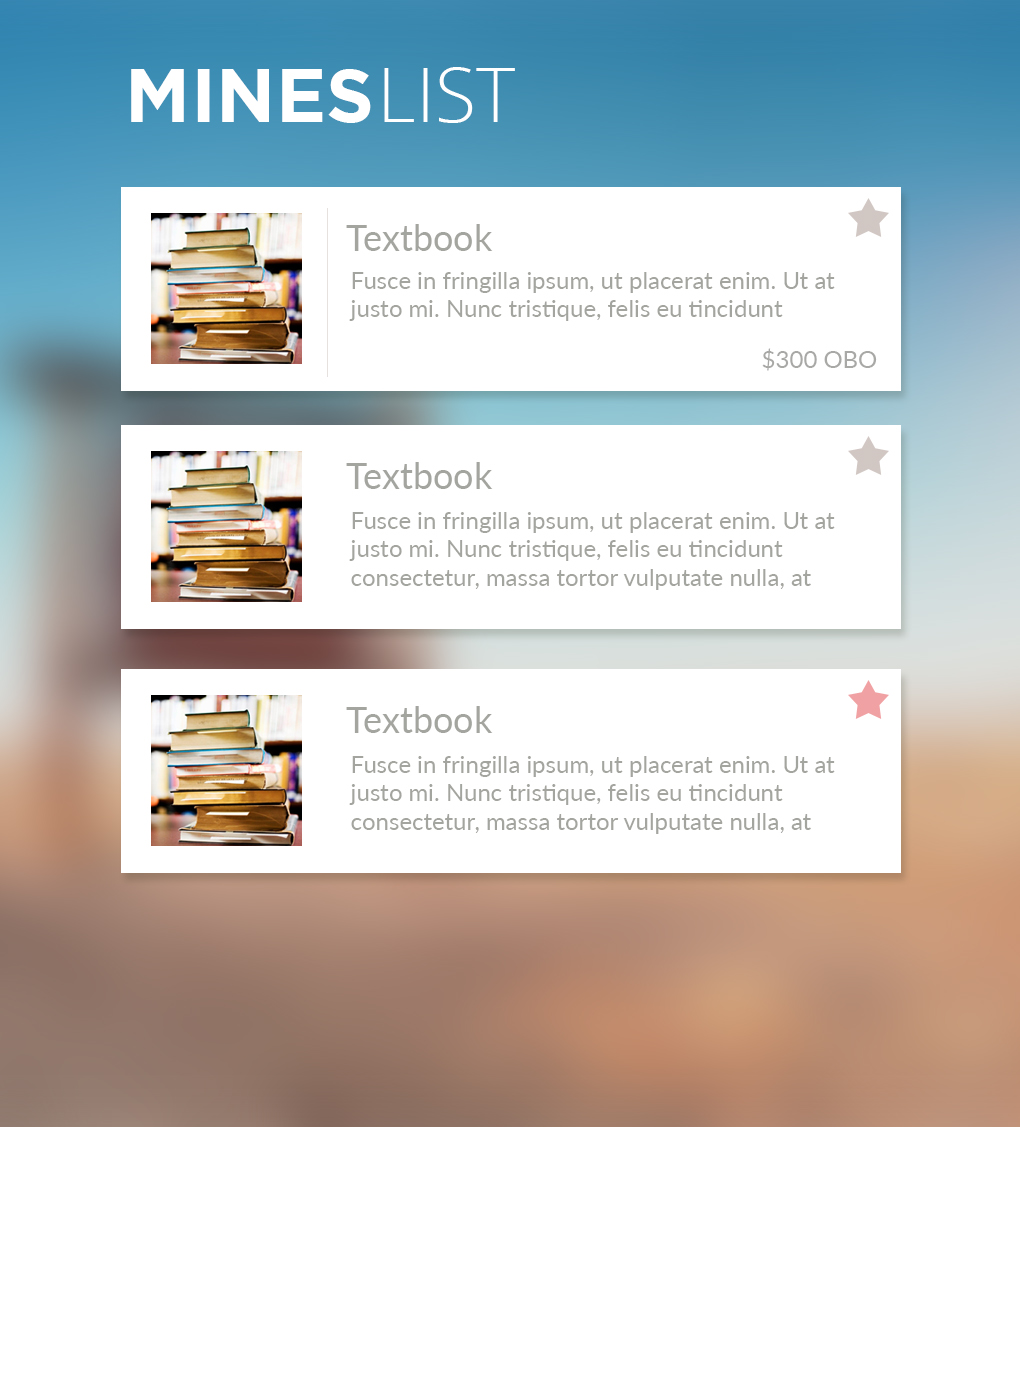 MINESLIST
Textbook
Fusce in fringilla ipsum, ut placerat enim. Ut at
justo mi. Nunc tristique, felis eu tincidunt
$300 OBO
Textbook
Fusce in fringilla ipsum, ut placerat enim. Ut at
justo mi. Nunc tristique, felis eu tincidunt
consectetur, massa tortor vulputate nulla, at
Textbook
Fusce in fringilla ipsum, ut placerat enim. Ut at
justo mi. Nunc tristique, felis eu tincidunt
consectetur, massa tortor vulputate nulla, at